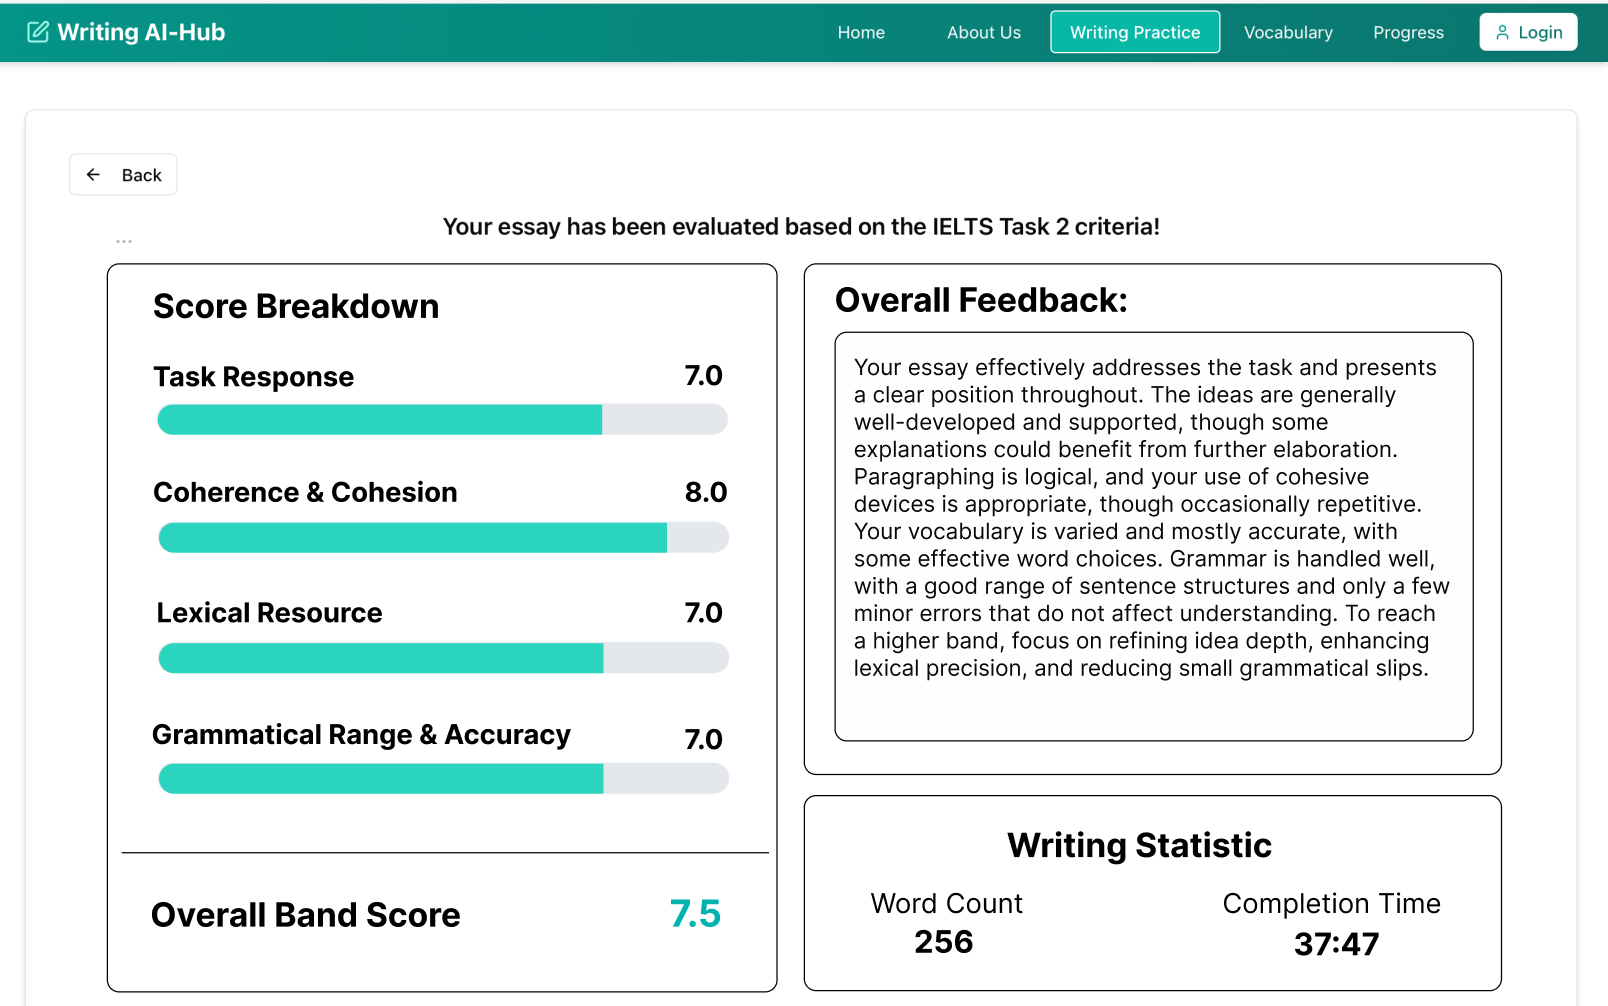 Writing AI-Hub
Home
About Us
Writing Practice
Vocabulary
Progress
Login
Back
Your essay has been evaluated based on the IELTS Task 2 criteria!
...
Score Breakdown
Task Response 7.0
Coherence & Cohesion 8.0
Lexical Resource 7.0
Grammatical Range & Accuracy 7.0
Overall Band Score 7.5
Overall Feedback:
Your essay effectively addresses the task and presents
a clear position throughout. The ideas are generally
well-developed and supported, though some
explanations could benefit from further elaboration.
Paragraphing is logical, and your use of cohesive
devices is appropriate, though occasionally repetitive.
Your vocabulary is varied and mostly accurate, with
some effective word choices. Grammar is handled well,
with a good range of sentence structures and only a few
minor errors that do not affect understanding. To reach
a higher band, focus on refining idea depth, enhancing
lexical precision, and reducing small grammatical slips.
Writing Statistic
Word Count
256
Completion Time
37:47